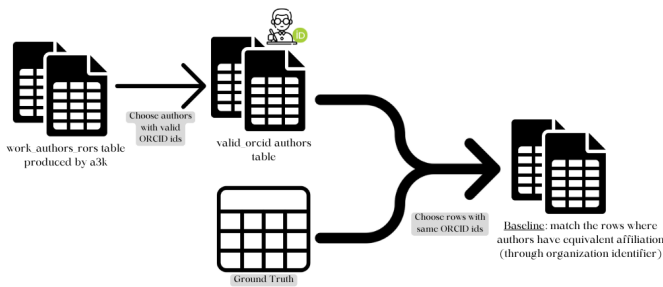 iD
Choose authors
with valid
ORCID ids
work_authors_rors table
produced by a3k
valid_orcid authors
table
Choose rows with
same ORCID ids
Ground Truth
Baseline: match the rows where
authors have equivalent affiliation
(through organization identifier)